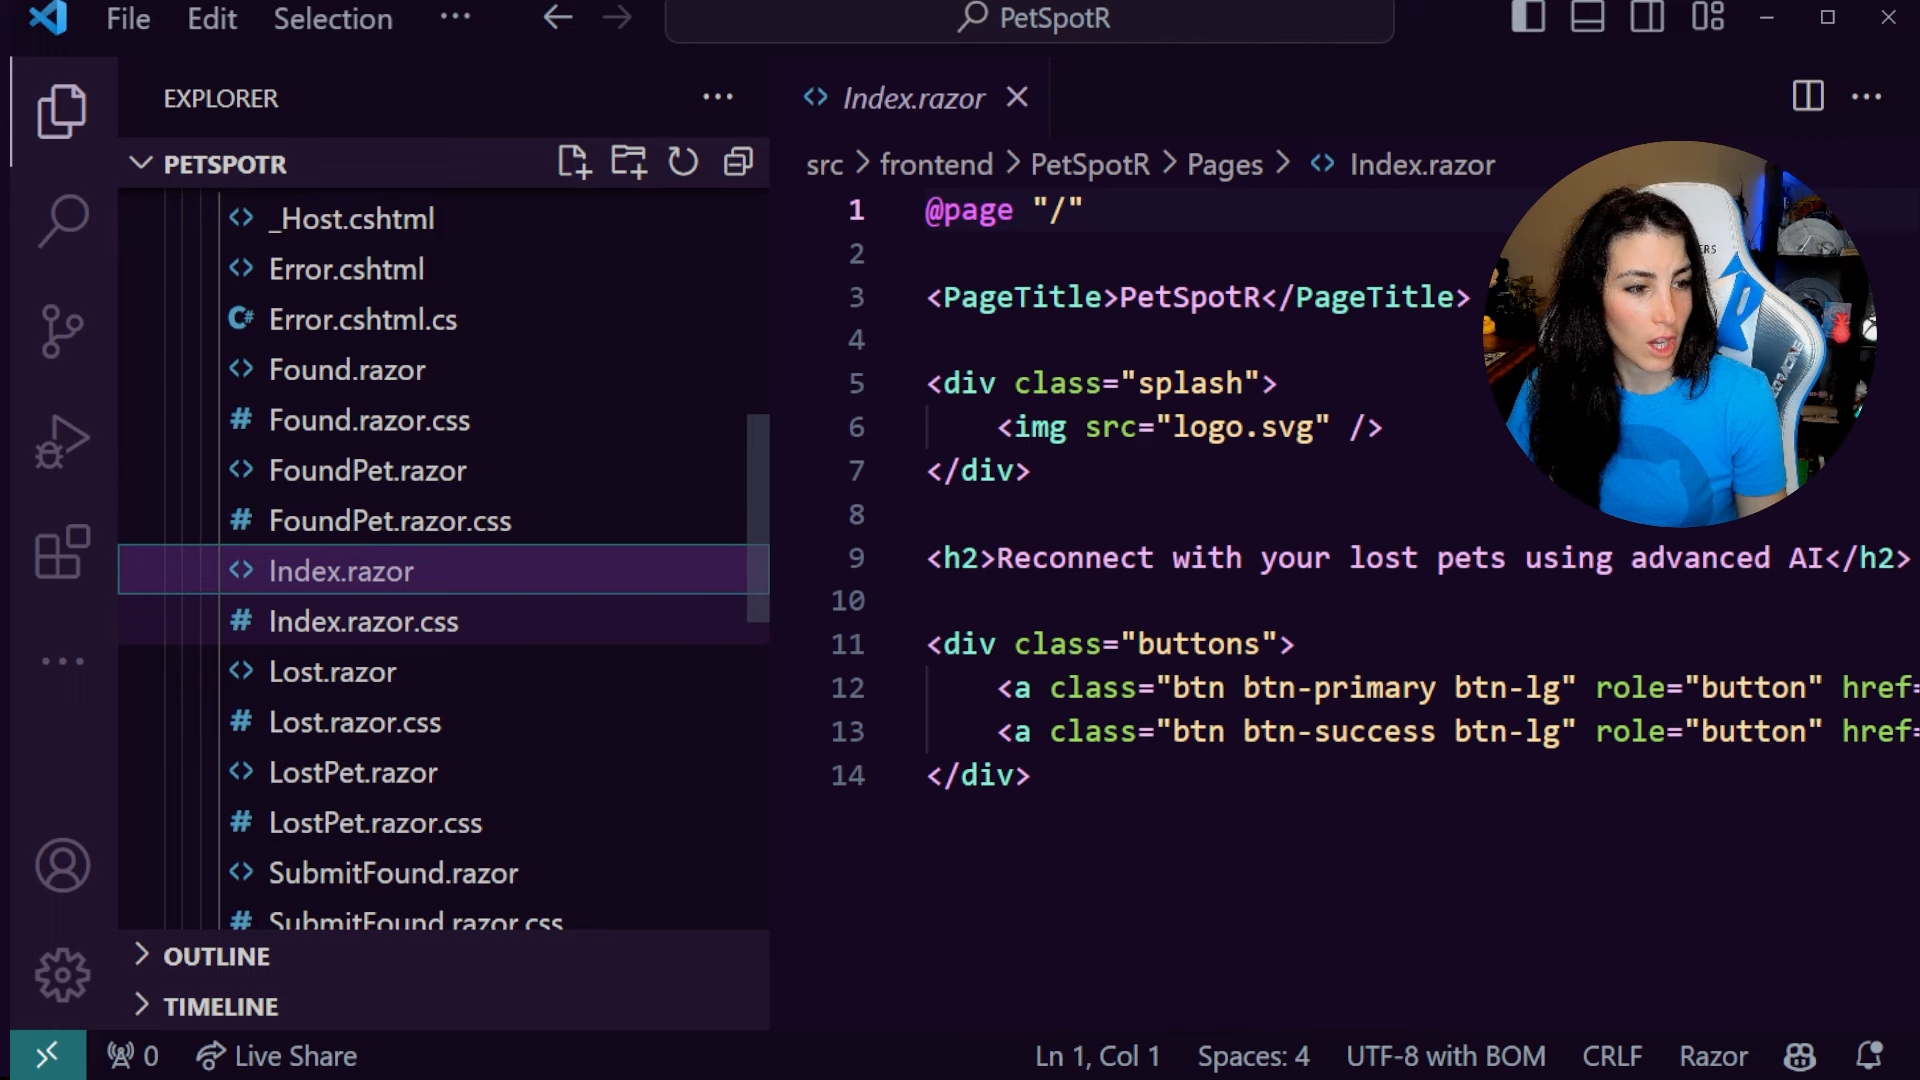 File Edit Selection ···
PetSpotR
EXPLORER
PETSPOTR
_Host.cshtml
Error.cshtml
Error.cshtml.cs
Found.razor
Found.razor.css
FoundPet.razor
FoundPet.razor.css
Index.razor
Index.razor.css
Lost.razor
Lost.razor.css
LostPet.razor
LostPet.razor.css
SubmitFound.razor
SubmitFound.razor.css
OUTLINE
TIMELINE
Index.razor
src > frontend > PetSpotR > Pages > Index.razor
1 @page "/"
2
3 <PageTitle>PetSpotR</PageTitle>
4
5 <div class="splash">
6 <img src="logo.svg" />
7 </div>
8
9 <h2>Reconnect with your lost pets using advanced AI</h2>
10
11 <div class="buttons">
12 <a class="btn btn-primary btn-lg" role="button" href=
13 <a class="btn btn-success btn-lg" role="button" href=
14 </div>
0 Live Share
Ln 1, Col 1 Spaces: 4 UTF-8 with BOM CRLF Razor